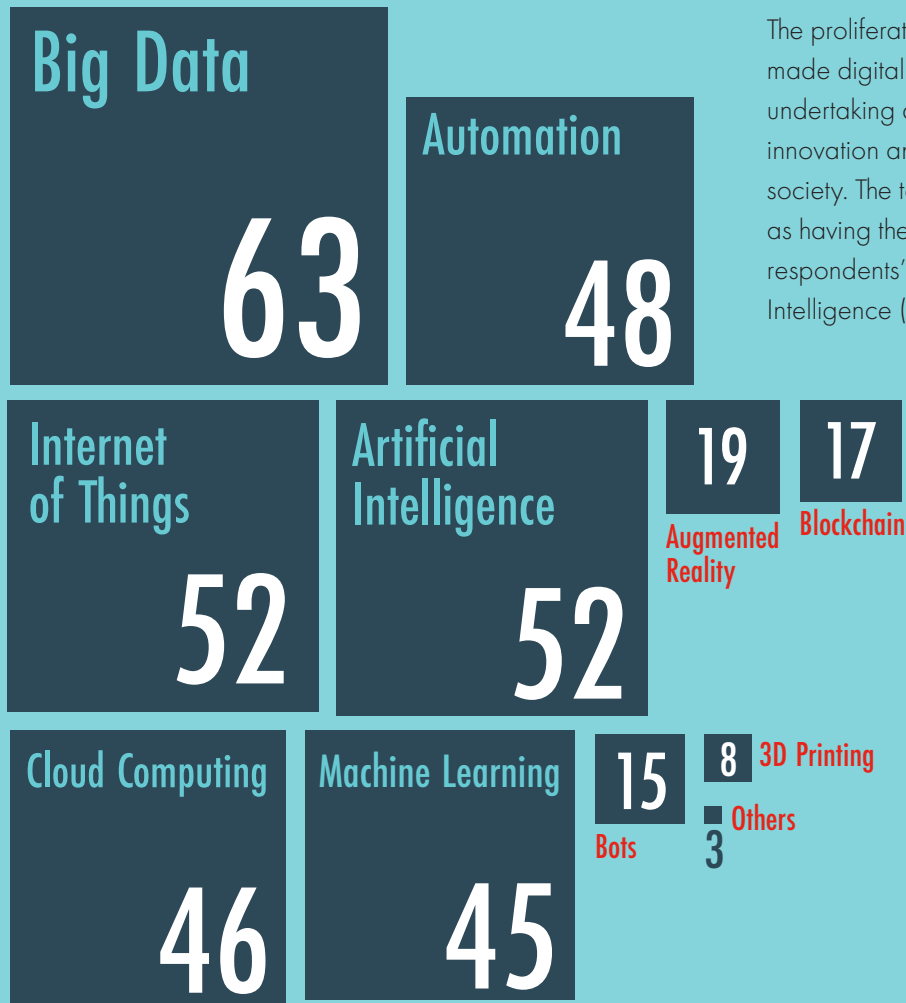 Big Data
63
Automation
48
The proliferat
made digital
undertaking
innovation
society. The
as having the
respondents'
Intelligence (
Internet
of Things
52
Artificial
Intelligence
52
19
Augmented
Reality
17
Blockchain
Cloud Computing
46
Machine Learning
45
15
Bots
8
3D Printing
Others
3